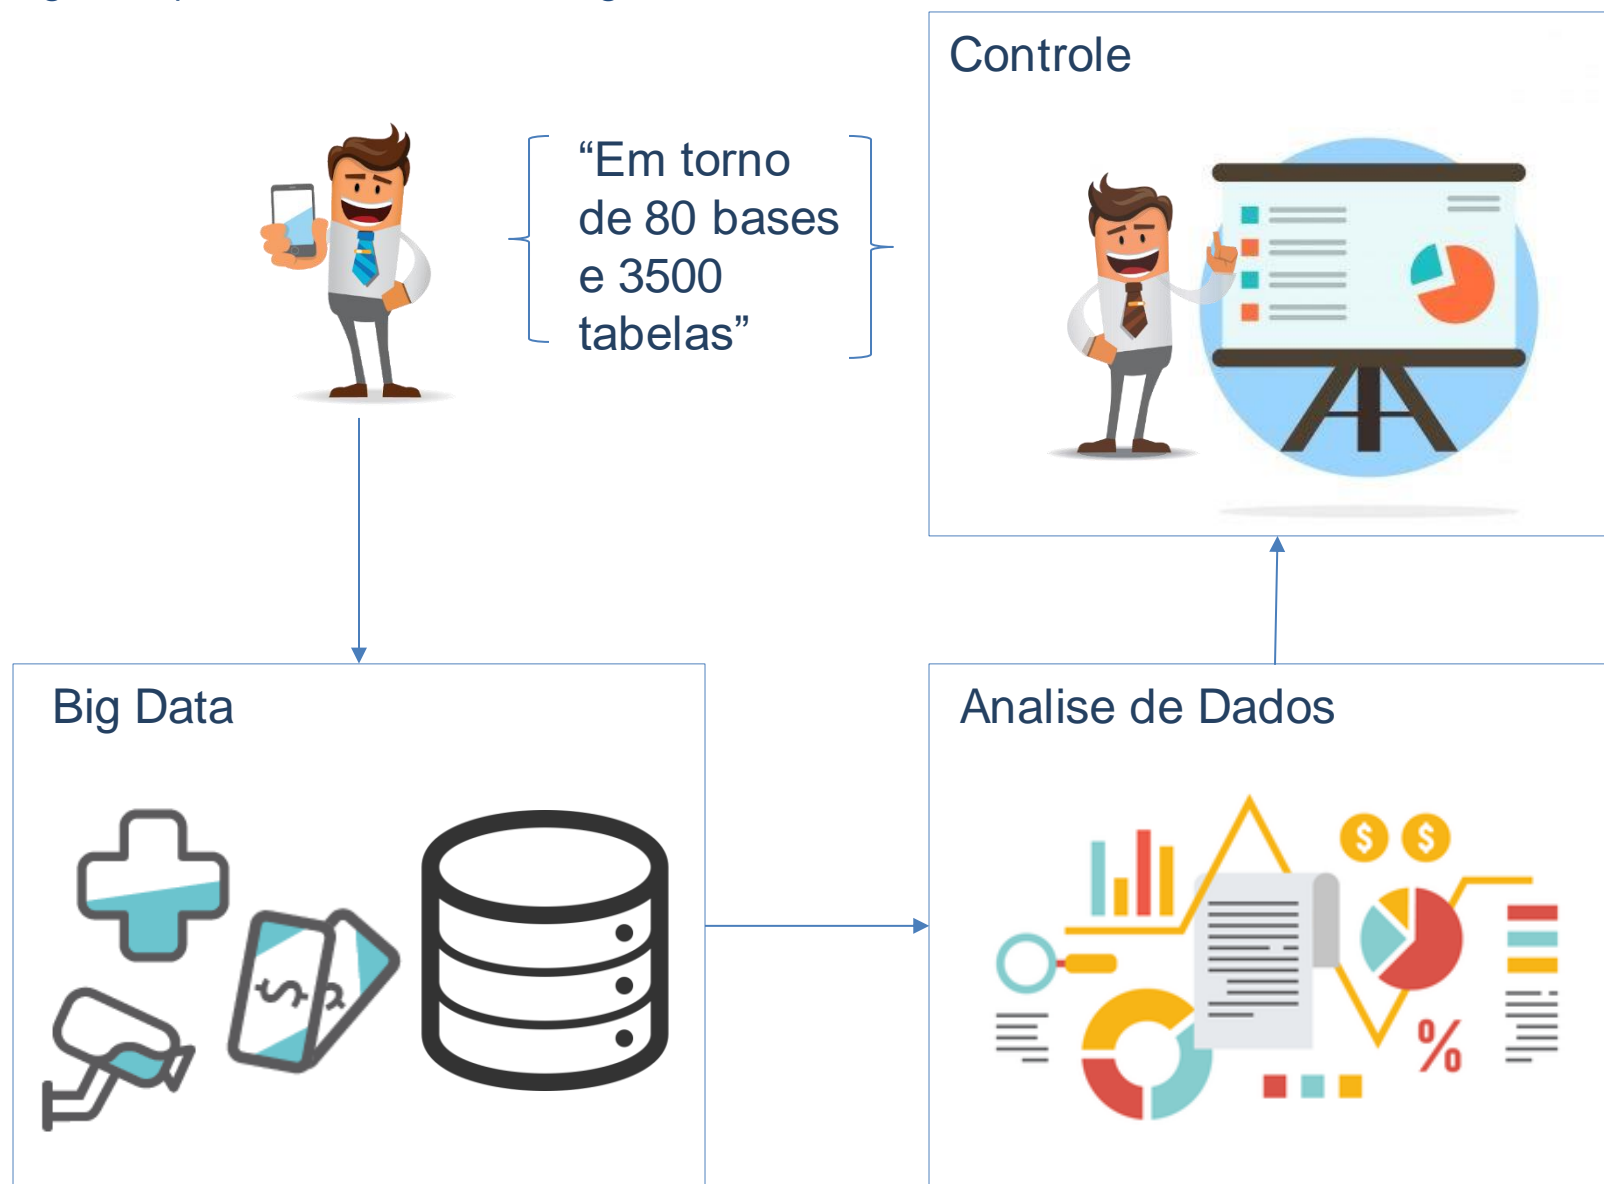 Controle
“Em torno
de 80 bases
e 3500
tabelas”
Big Data
Analise de Dados
$ $
$
%